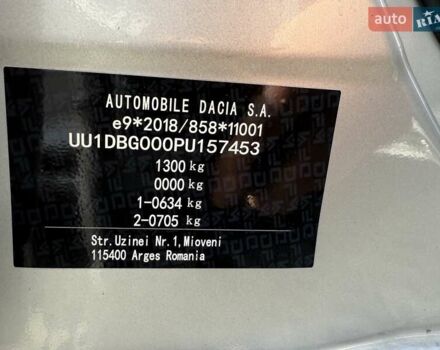 auto.RIA
AUTOMOBILE DACIA S.A.
e9*2018/858*11001
UU1DBG000PU157453
1300 kg
0000 kg
1-0634 kg
2-0705 kg
Str. Uzinei Nr. 1, Mioveni
115400 Arges Romania